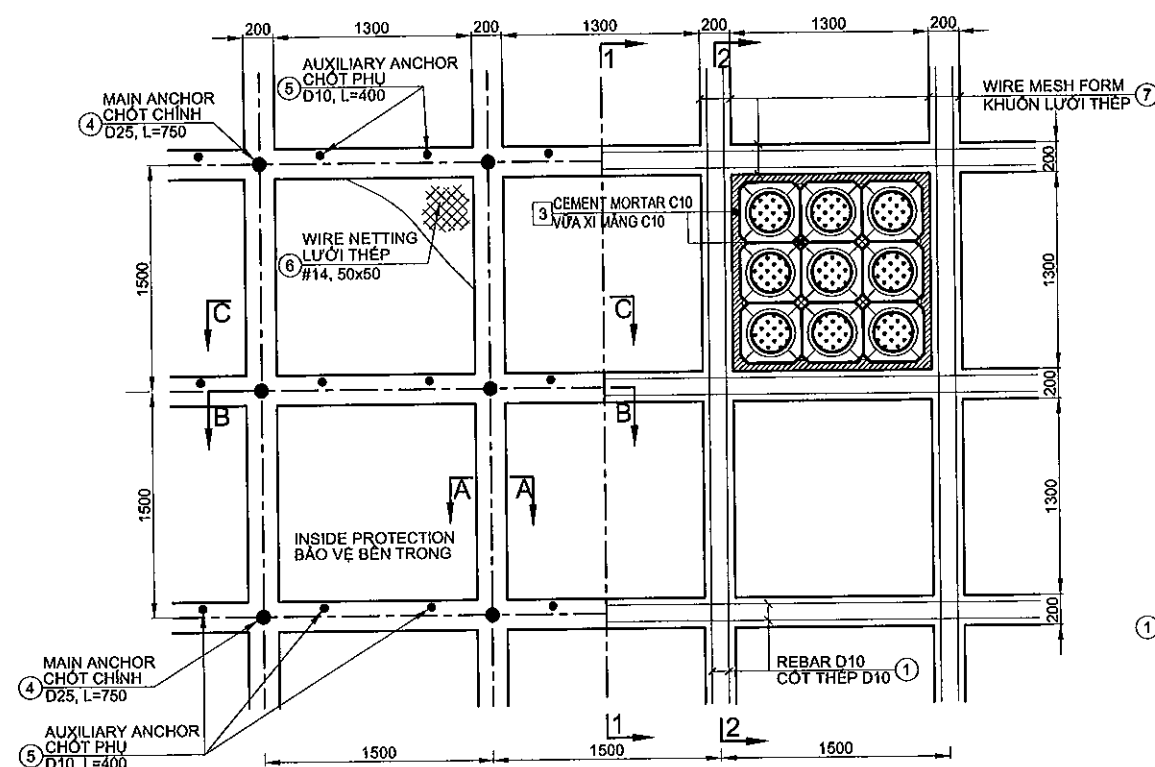 200 1300 200 1300 200 1300 200
1 2
AUXILIARY ANCHOR
5 CHỐT PHỤ
D10, L=400
MAIN ANCHOR
CHỐT CHÍNH
4 D25, L=750
WIRE MESH FORM
KHUÔN LƯỚI THÉP 7
200
3 CEMENT MORTAR C10
VỮA XI MĂNG C10
WIRE NETTING
LƯỚI THÉP
6 #14, 50x50
1500
1300
C C
200
B B
1500
A A
1300
INSIDE PROTECTION
BẢO VỆ BÊN TRONG
200
1
MAIN ANCHOR
CHỐT CHÍNH
4 D25, L=750
REBAR D10
CỐT THÉP D10 1
AUXILIARY ANCHOR
CHỐT PHỤ
5 D10, L=400
1 2
1500 1500 1500